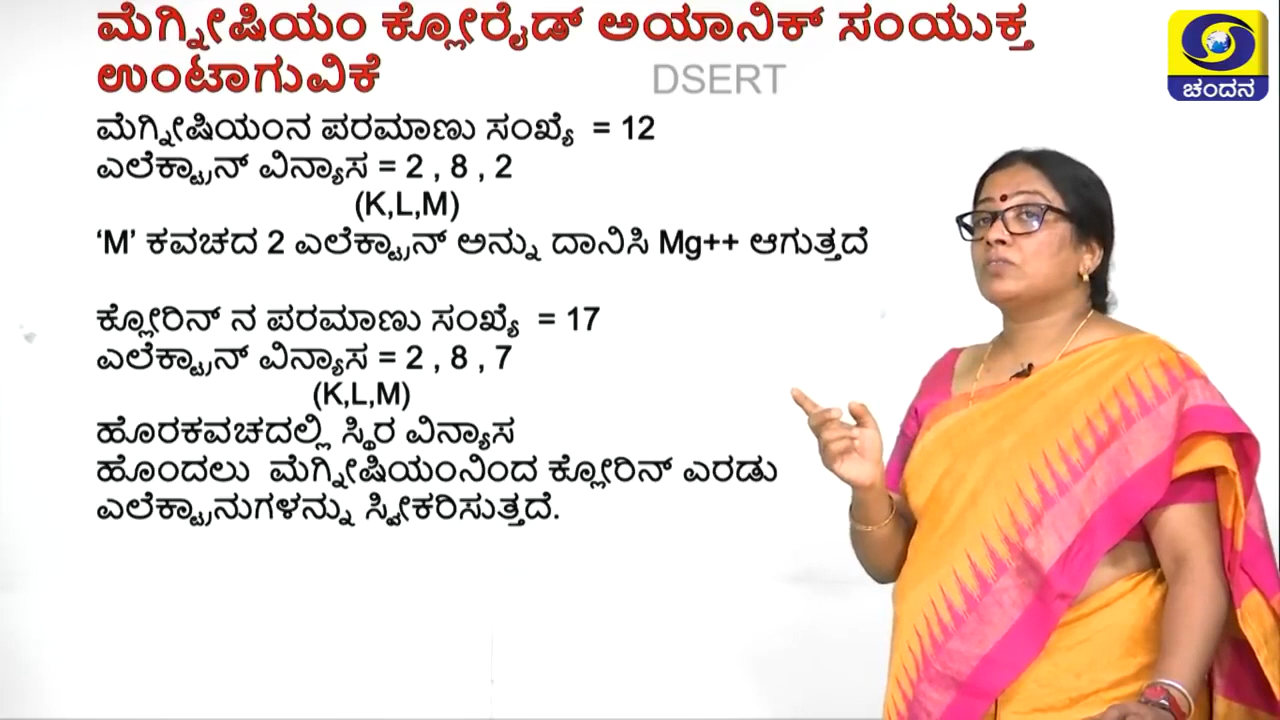 ಮೆಗ್ನೀಷಿಯಂ ಕ್ಲೋರೈಡ್ ಅಯಾನಿಕ್ ಸಂಯುಕ್ತ
ಉಂಟಾಗುವಿಕೆ
DSERT
ಚಂದನ
ಮೆಗ್ನೀಷಿಯಂನ ಪರಮಾಣು ಸಂಖ್ಯೆ = 12
ಎಲೆಕ್ಟ್ರಾನ್ ವಿನ್ಯಾಸ = 2 , 8 , 2
(K,L,M)
‘M’ ಕವಚದ 2 ಎಲೆಕ್ಟ್ರಾನ್ ಅನ್ನು ದಾನಿಸಿ Mg++ ಆಗುತ್ತದೆ
ಕ್ಲೋರಿನ್ ನ ಪರಮಾಣು ಸಂಖ್ಯೆ = 17
ಎಲೆಕ್ಟ್ರಾನ್ ವಿನ್ಯಾಸ = 2 , 8 , 7
(K,L,M)
ಹೊರಕವಚದಲ್ಲಿ ಸ್ಥಿರ ವಿನ್ಯಾಸ
ಹೊಂದಲು ಮೆಗ್ನೀಷಿಯಂನಿಂದ ಕ್ಲೋರಿನ್ ಎರಡು
ಎಲೆಕ್ಟ್ರಾನುಗಳನ್ನು ಸ್ವೀಕರಿಸುತ್ತದೆ.